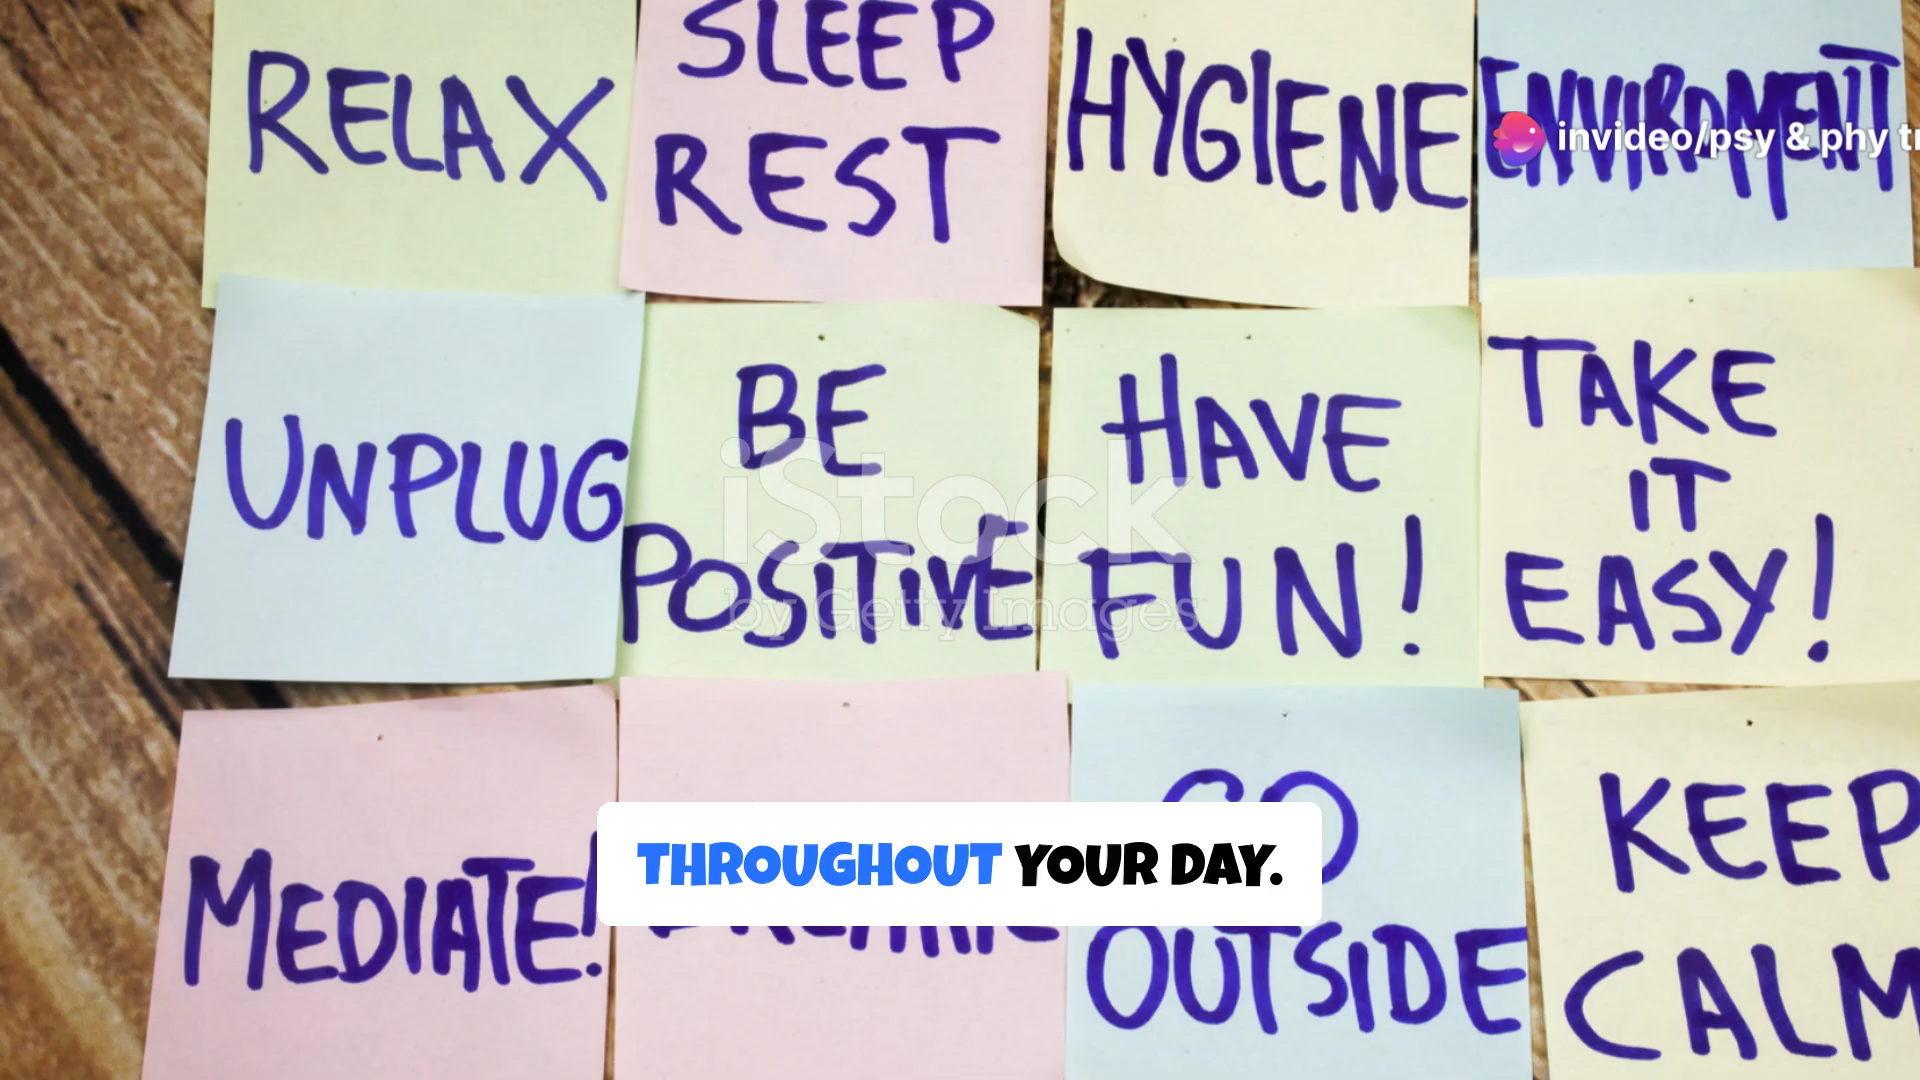 RELAX
SLEEP
REST
HYGIENE
ENVIROMENT
invideo/psy & phy
UNPLUG
BE
POSITIVE
HAVE
FUN!
TAKE
IT
EASY!
iStock
by Getty Images
MEDIATE!
GO
OUTSIDE
KEEP
CALM
THROUGHOUT YOUR DAY.